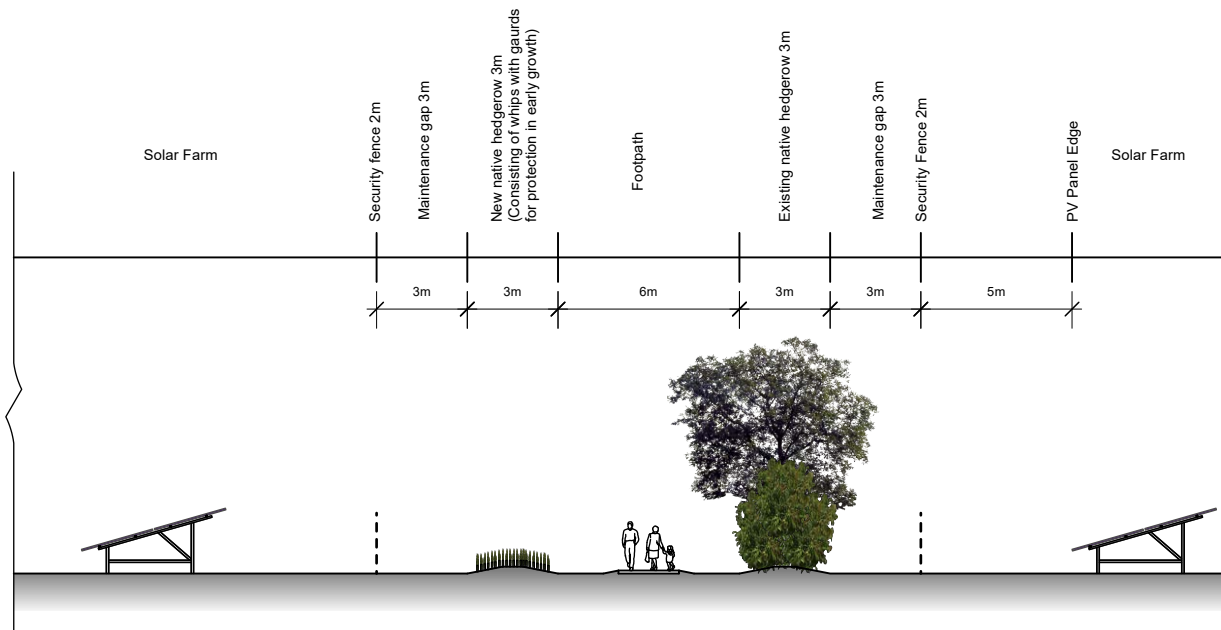 Solar Farm
Security fence 2m
Maintenance gap 3m
New native hedgerow 3m
(Consisting of whips with gaurds
for protection in early growth)
Footpath
Existing native hedgerow 3m
Maintenance gap 3m
Security Fence 2m
PV Panel Edge
Solar Farm
3m
3m
6m
3m
3m
5m